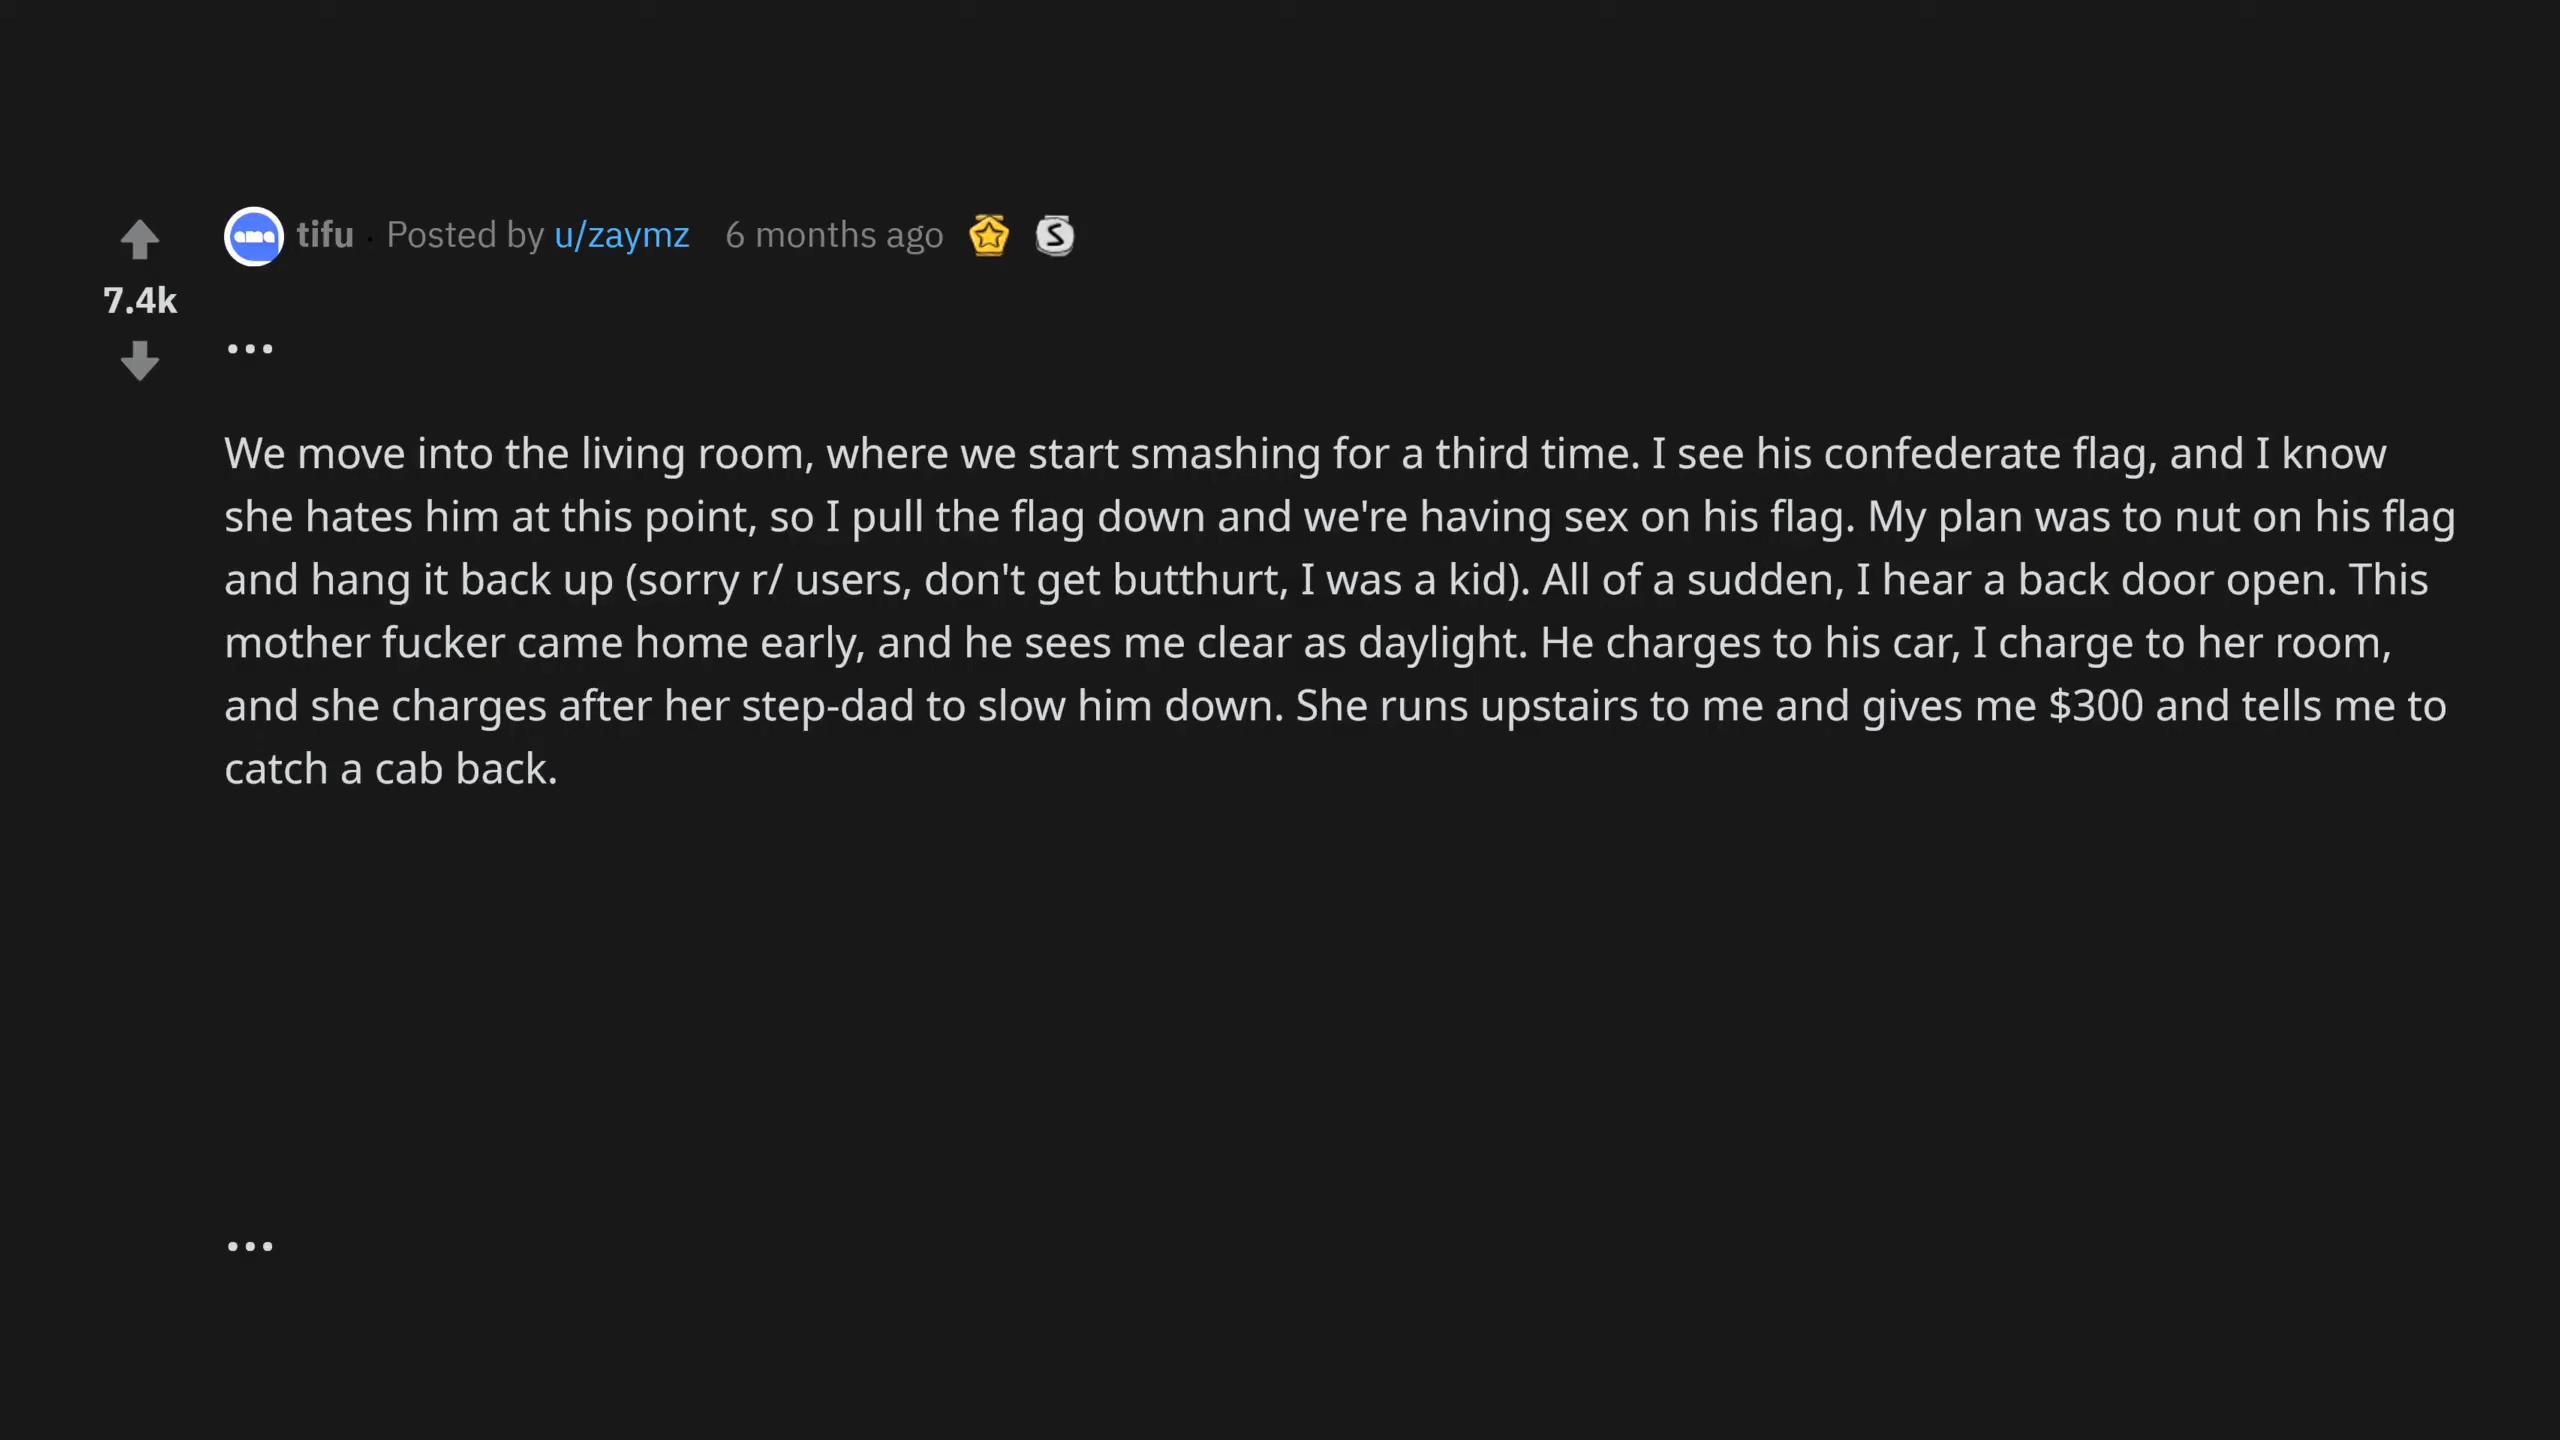 tifu · Posted by u/zaymz 6 months ago
7.4k
...
We move into the living room, where we start smashing for a third time. I see his confederate flag, and I know
she hates him at this point, so I pull the flag down and we're having sex on his flag. My plan was to nut on his flag
and hang it back up (sorry r/ users, don't get butthurt, I was a kid). All of a sudden, I hear a back door open. This
mother fucker came home early, and he sees me clear as daylight. He charges to his car, I charge to her room,
and she charges after her step-dad to slow him down. She runs upstairs to me and gives me $300 and tells me to
catch a cab back.
...